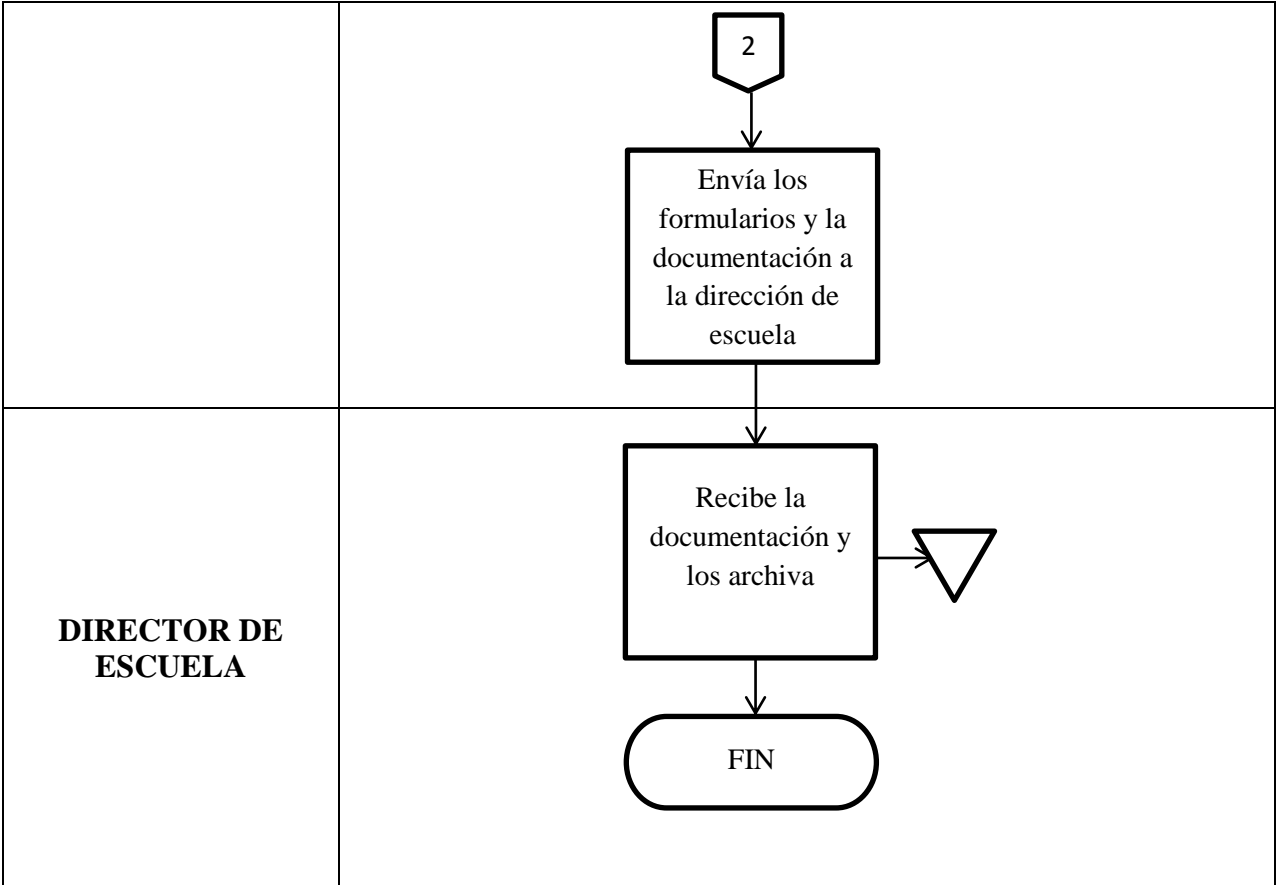 2
Envía los
formularios y la
documentación a
la dirección de
escuela
DIRECTOR DE
ESCUELA
Recibe la
documentación y
los archiva
FIN